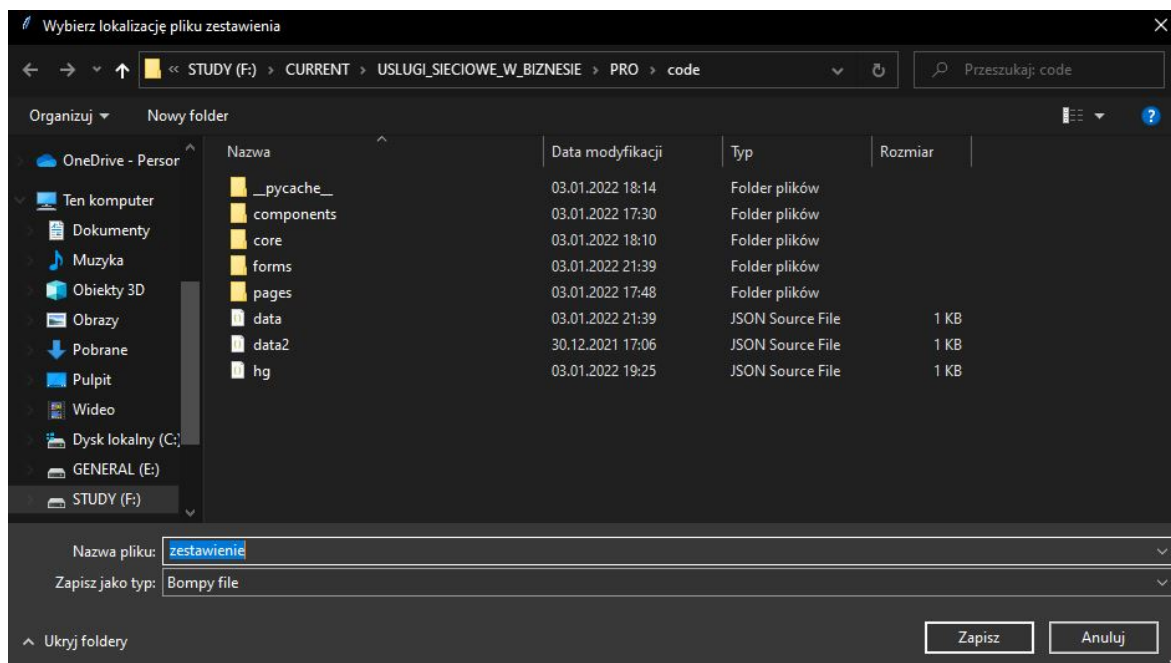 Wybierz lokalizację pliku zestawienia
« STUDY (F:) › CURRENT › USLUGI_SIECIOWE_W_BIZNESIE › PRO › code
Przeszukaj: code
Organizuj
Nowy folder
OneDrive - Person
Ten komputer
Dokumenty
Muzyka
Obiekty 3D
Obrazy
Pobrane
Pulpit
Wideo
Dysk lokalny (C:)
GENERAL (E:)
STUDY (F:)
Nazwa Data modyfikacji Typ Rozmiar
__pycache__ 03.01.2022 18:14 Folder plików
components 03.01.2022 17:30 Folder plików
core 03.01.2022 18:10 Folder plików
forms 03.01.2022 21:39 Folder plików
pages 03.01.2022 17:48 Folder plików
data 03.01.2022 21:39 JSON Source File 1 KB
data2 30.12.2021 17:06 JSON Source File 1 KB
hg 03.01.2022 19:25 JSON Source File 1 KB
Nazwa pliku: zestawienie
Zapisz jako typ: Bompy file
Ukryj foldery
Zapisz
Anuluj